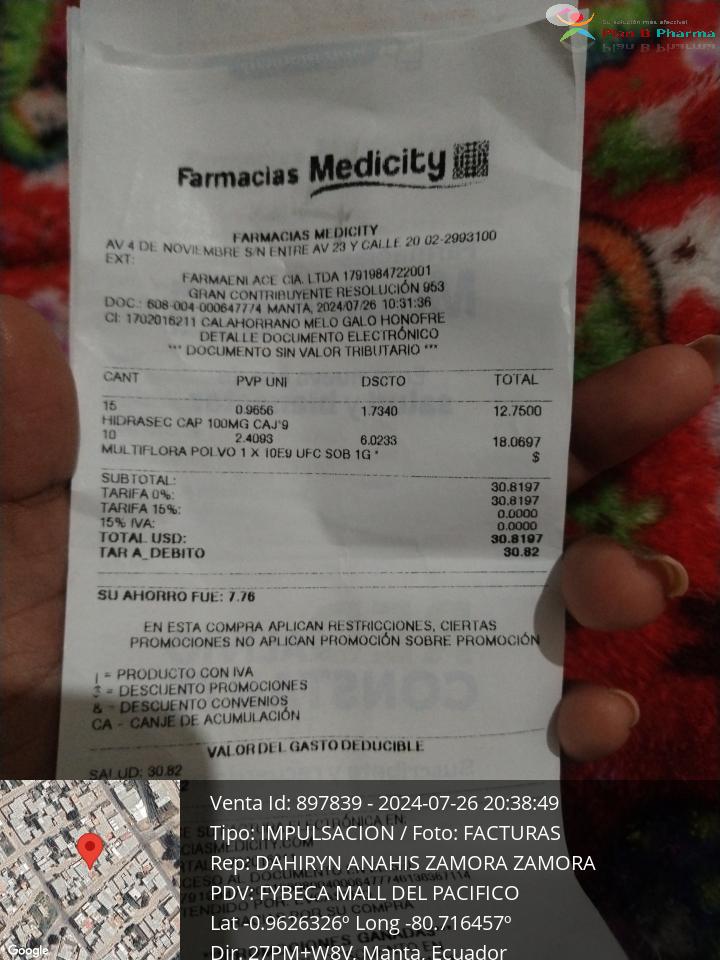 Su solución más efectiva!
Plan B Pharma
Farmacias Medicity
FARMACIAS MEDICITY
AV 4 DE NOVIEMBRE S/N ENTRE AV 23 Y CALLE 20 02-2993100
EXT:
FARMAENLACE CIA. LTDA 1791984722001
GRAN CONTRIBUYENTE RESOLUCIÓN 953
DOC.: 608-004-000647774 MANTA, 2024/07/26 10:31:36
CI: 1702016211 CALAHORRANO MELO GALO HONOFRE
DETALLE DOCUMENTO ELECTRÓNICO
*** DOCUMENTO SIN VALOR TRIBUTARIO ***
CANT PVP UNI DSCTO TOTAL
15 0.9656 1.7340 12.7500
HIDRASEC CAP 100MG CAJ*9
10 2.4093 6.0233 18.0697
MULTIFLORA POLVO 1 X 10E9 UFC SOB 1G * $
SUBTOTAL: 30.8197
TARIFA 0%: 30.8197
TARIFA 15%: 0.0000
15% IVA: 0.0000
TOTAL USD: 30.8197
TAR A_DEBITO 30.82
SU AHORRO FUE: 7.76
EN ESTA COMPRA APLICAN RESTRICCIONES, CIERTAS
PROMOCIONES NO APLICAN PROMOCIÓN SOBRE PROMOCIÓN
= PRODUCTO CON IVA
$ = DESCUENTO PROMOCIONES
& = DESCUENTO CONVENIOS
CA - CANJE DE ACUMULACIÓN
VALOR DEL GASTO DEDUCIBLE
SALUD: 30.82
Venta Id: 897839 - 2024-07-26 20:38:49
Tipo: IMPULSACION / Foto: FACTURAS
Rep: DAHIRYN ANAHIS ZAMORA ZAMORA
PDV: FYBECA MALL DEL PACIFICO
Lat -0.9626326º Long -80.716457º
Dir. 27PM+W8V, Manta, Ecuador
Google